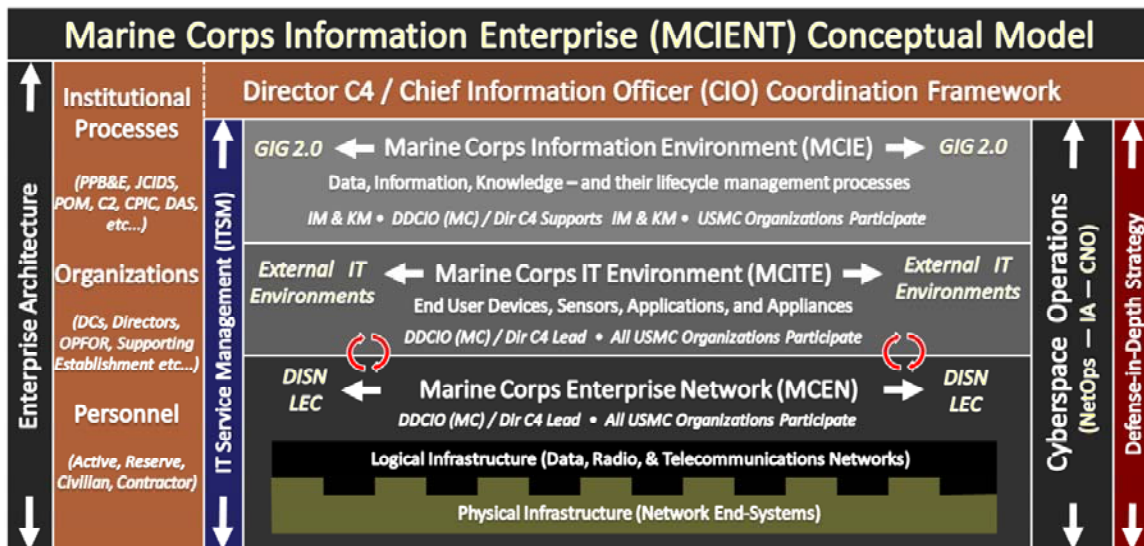 Marine Corps Information Enterprise (MCIENT) Conceptual Model
Enterprise Architecture
Institutional
Processes
(PPB&E, JCIDS,
POM, C2, CPIC, DAS,
etc...)
Organizations
(DCs, Directors,
OPFOR, Supporting
Establishment etc...)
Personnel
(Active, Reserve,
Civilian, Contractor)
Director C4 / Chief Information Officer (CIO) Coordination Framework
IT Service Management (ITSM)
GIG 2.0 Marine Corps Information Environment (MCIE) GIG 2.0
Data, Information, Knowledge – and their lifecycle management processes
IM & KM • DDCIO (MC) / Dir C4 Supports IM & KM • USMC Organizations Participate
External IT
Environments
Marine Corps IT Environment (MCITE)
External IT
Environments
End User Devices, Sensors, Applications, and Appliances
DDCIO (MC) / Dir C4 Lead • All USMC Organizations Participate
DISN
LEC
Marine Corps Enterprise Network (MCEN)
DISN
LEC
DDCIO (MC) / Dir C4 Lead • All USMC Organizations Participate
Logical Infrastructure (Data, Radio, & Telecommunications Networks)
Physical Infrastructure (Network End-Systems)
Cyberspace Operations
(NetOps — IA — CNO)
Defense-in-Depth Strategy